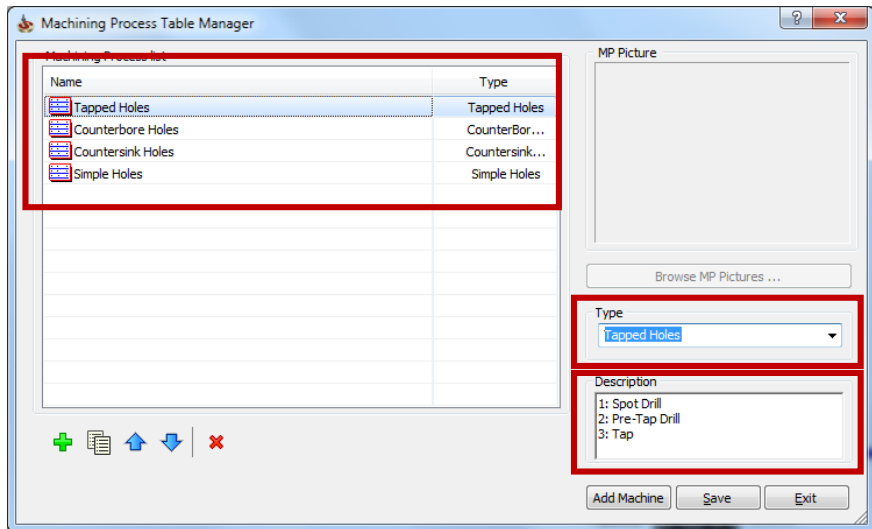 Machining Process Table Manager
Machining Process list
Name Type
Tapped Holes Tapped Holes
Counterbore Holes CounterBor...
Countersink Holes Countersink...
Simple Holes Simple Holes
MP Picture
Browse MP Pictures ...
Type
Tapped Holes
Description
1: Spot Drill
2: Pre-Tap Drill
3: Tap
Add Machine Save Exit